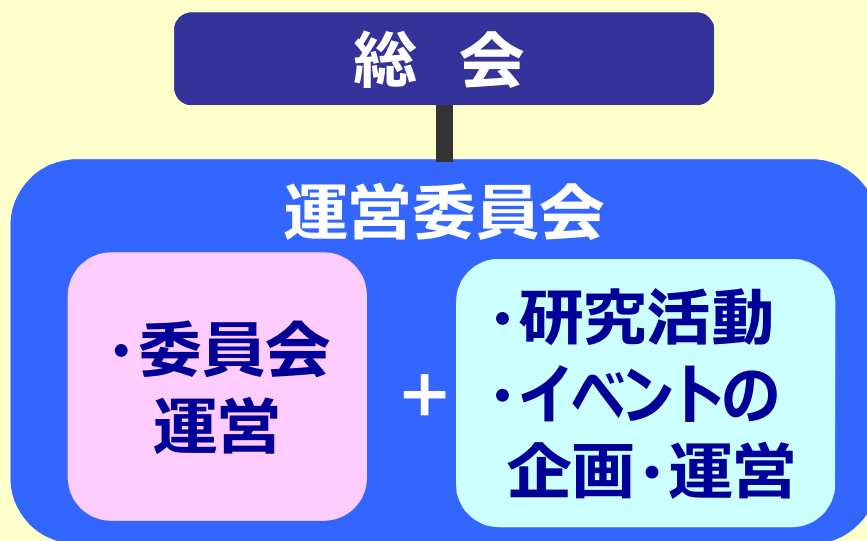 総 会
運営委員会
・委員会
運営
+
・研究活動
・イベントの
企画・運営